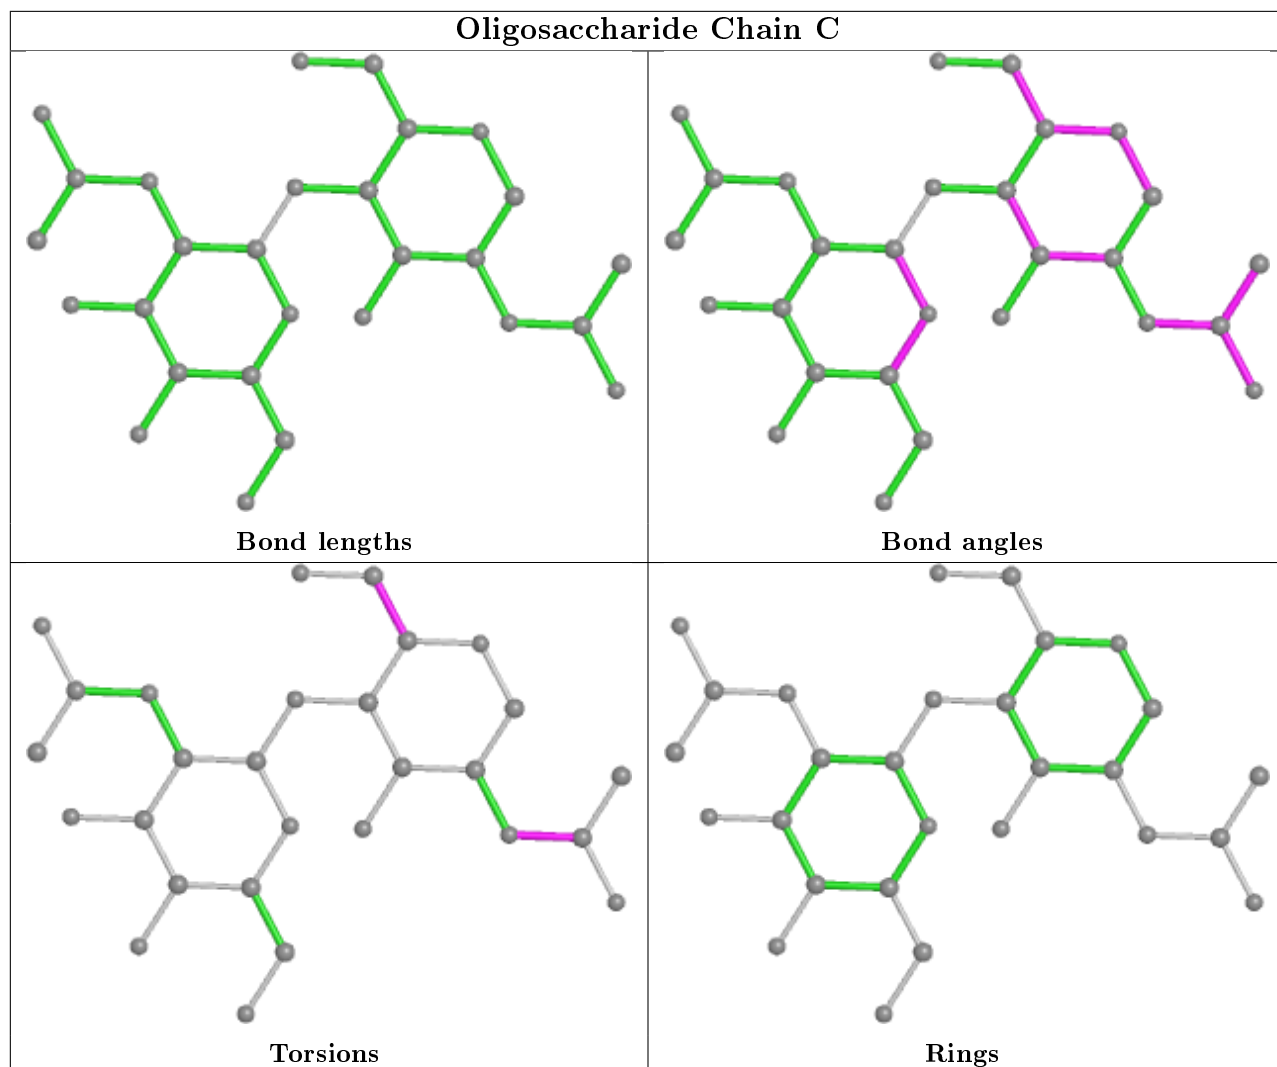 Oligosaccharide Chain C
Bond lengths
Bond angles
Torsions
Rings